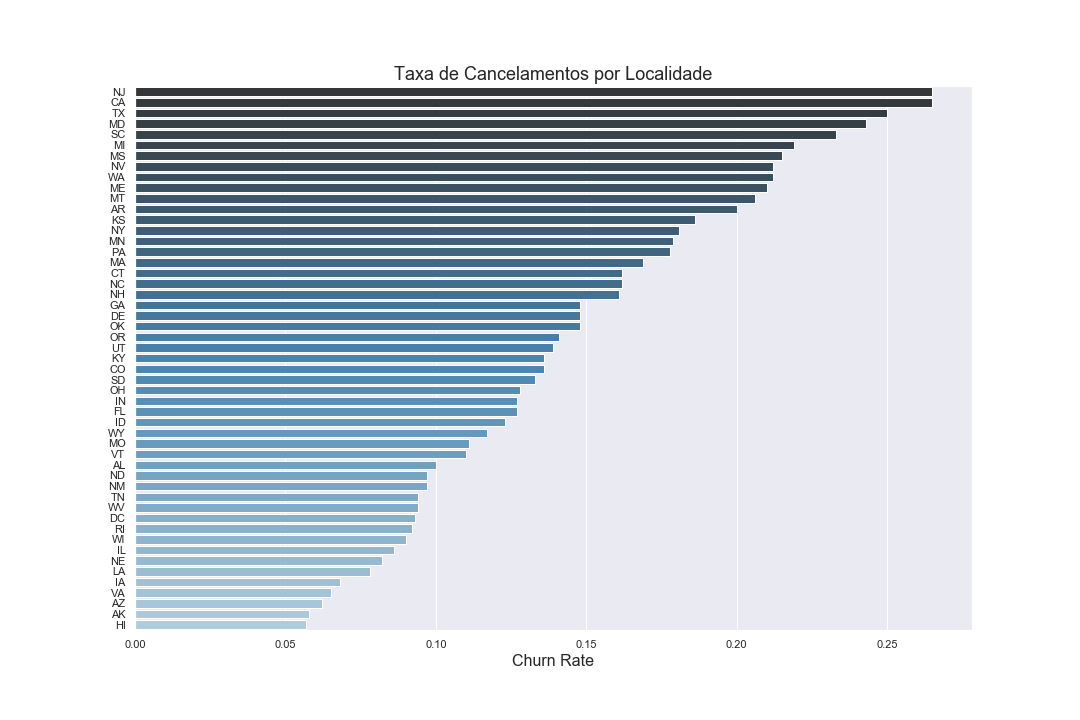 Taxa de Cancelamentos por Localidade
NJ
CA
TX
MD
SC
MI
MS
NV
WA
ME
MT
AR
KS
NY
MN
PA
MA
CT
NC
NH
GA
DE
OK
OR
UT
KY
CO
SD
OH
IN
FL
ID
WY
MO
VT
AL
ND
NM
TN
WV
DC
RI
WI
IL
NE
LA
IA
VA
AZ
AK
HI
0.00 0.05 0.10 0.15 0.20 0.25
Churn Rate